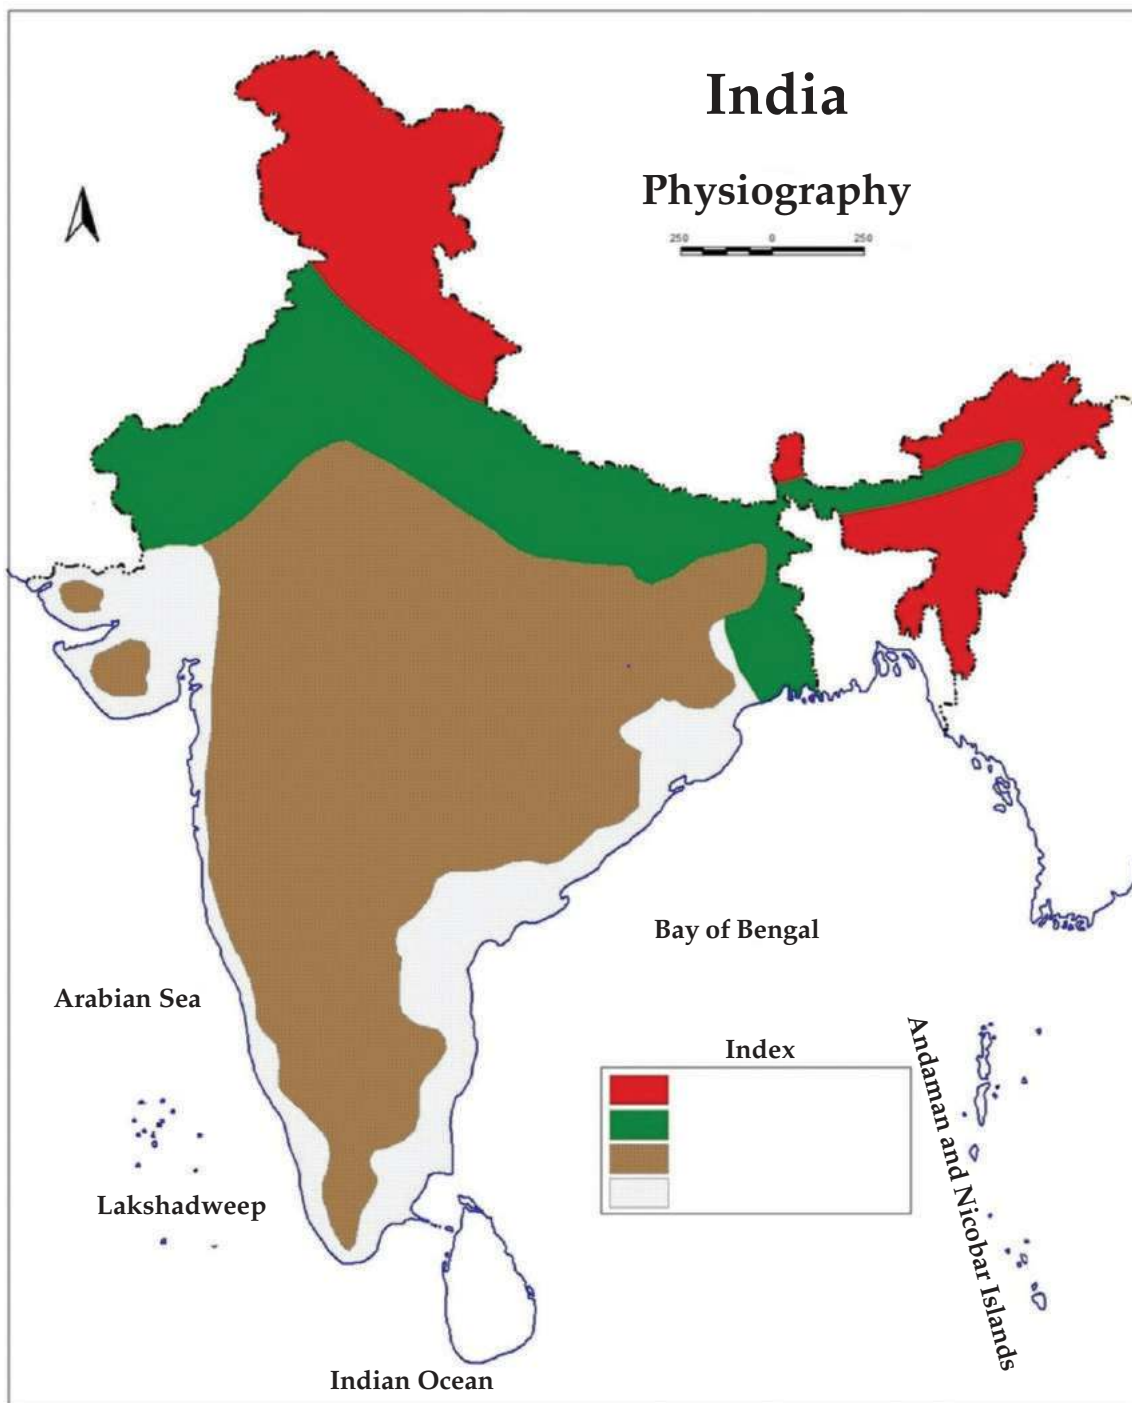 India
Physiography
250 0 250
Bay of Bengal
Arabian Sea
Index
Andaman and Nicobar Islands
Lakshadweep
Indian Ocean